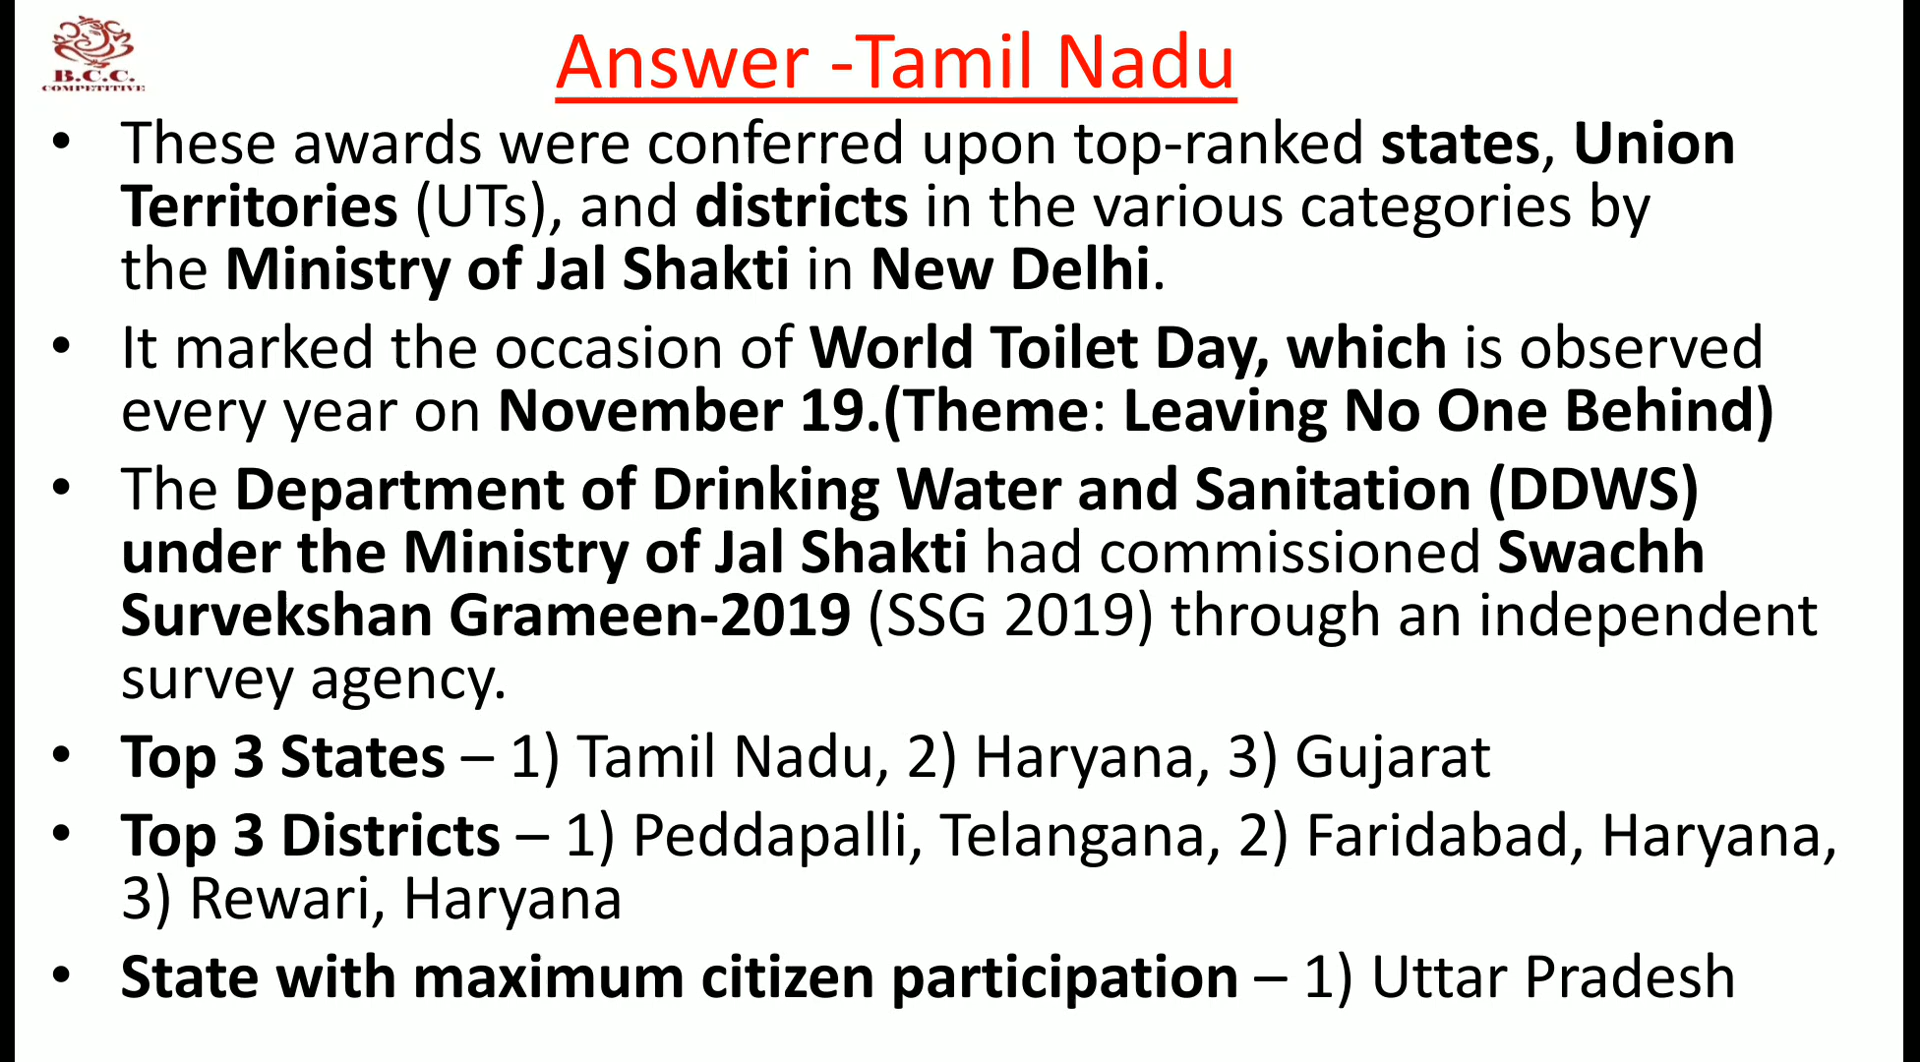 B.C.C.
COMPETITIVE
Answer -Tamil Nadu
• These awards were conferred upon top-ranked states, Union
Territories (UTs), and districts in the various categories by
the Ministry of Jal Shakti in New Delhi.
• It marked the occasion of World Toilet Day, which is observed
every year on November 19.(Theme: Leaving No One Behind)
• The Department of Drinking Water and Sanitation (DDWS)
under the Ministry of Jal Shakti had commissioned Swachh
Survekshan Grameen-2019 (SSG 2019) through an independent
survey agency.
• Top 3 States – 1) Tamil Nadu, 2) Haryana, 3) Gujarat
• Top 3 Districts – 1) Peddapalli, Telangana, 2) Faridabad, Haryana,
3) Rewari, Haryana
• State with maximum citizen participation – 1) Uttar Pradesh